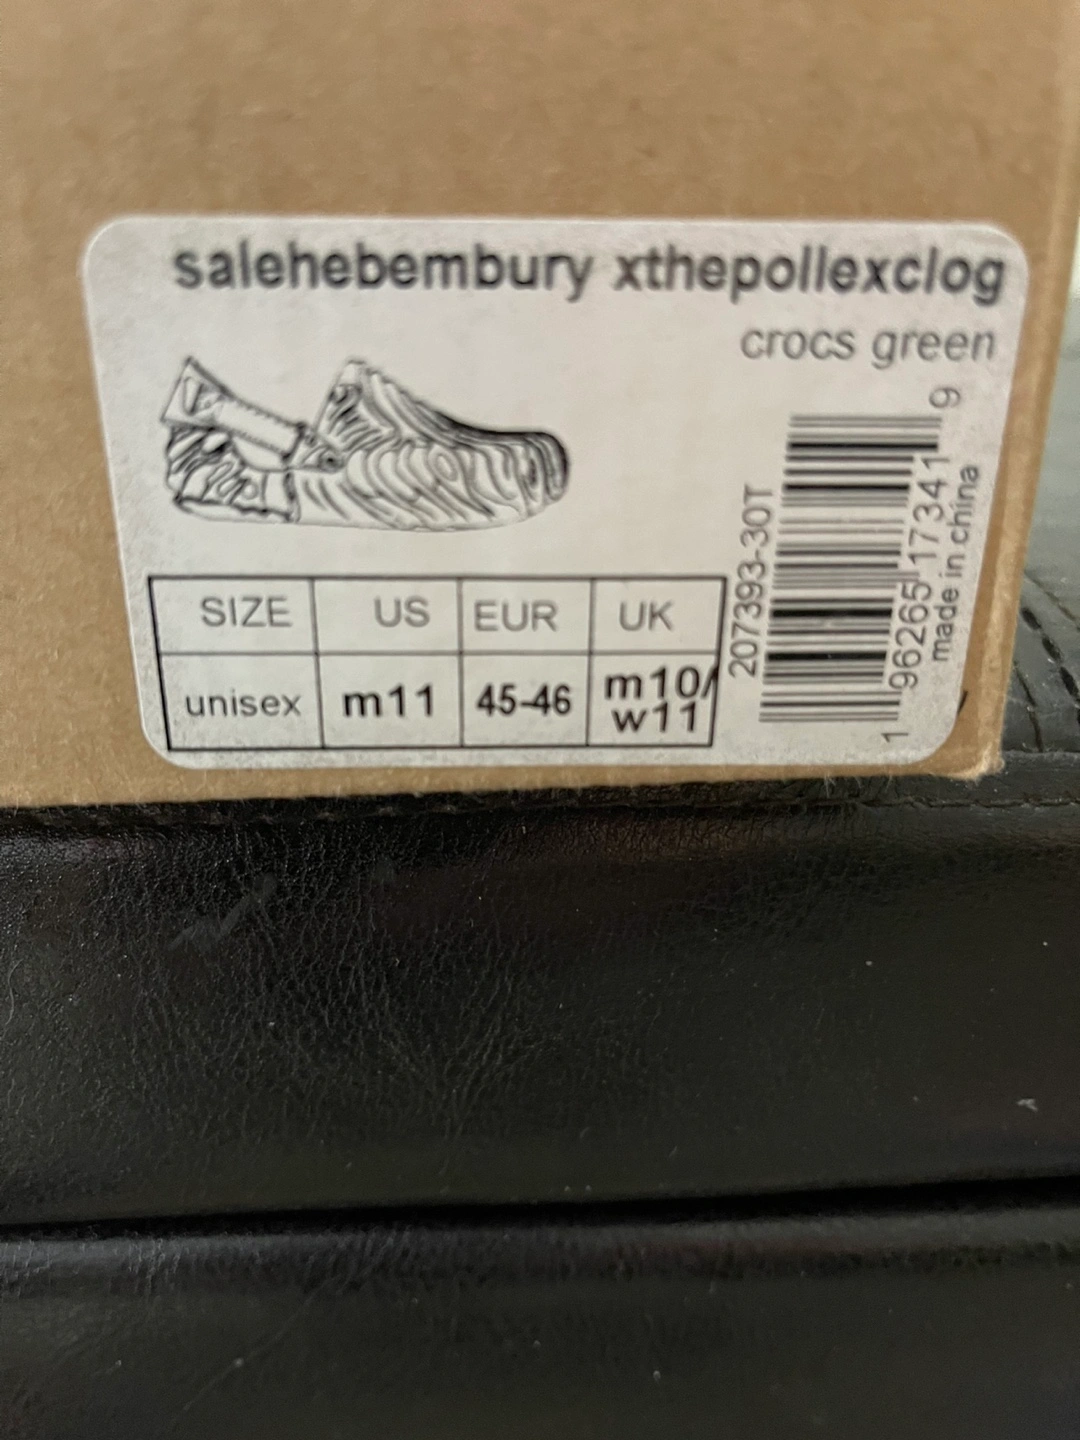 salehebembury xthepollexclog
crocs green
SIZE US EUR UK
unisex m11 45-46 m10/
w11
207393-30T
1 96265 17341 9
made in china